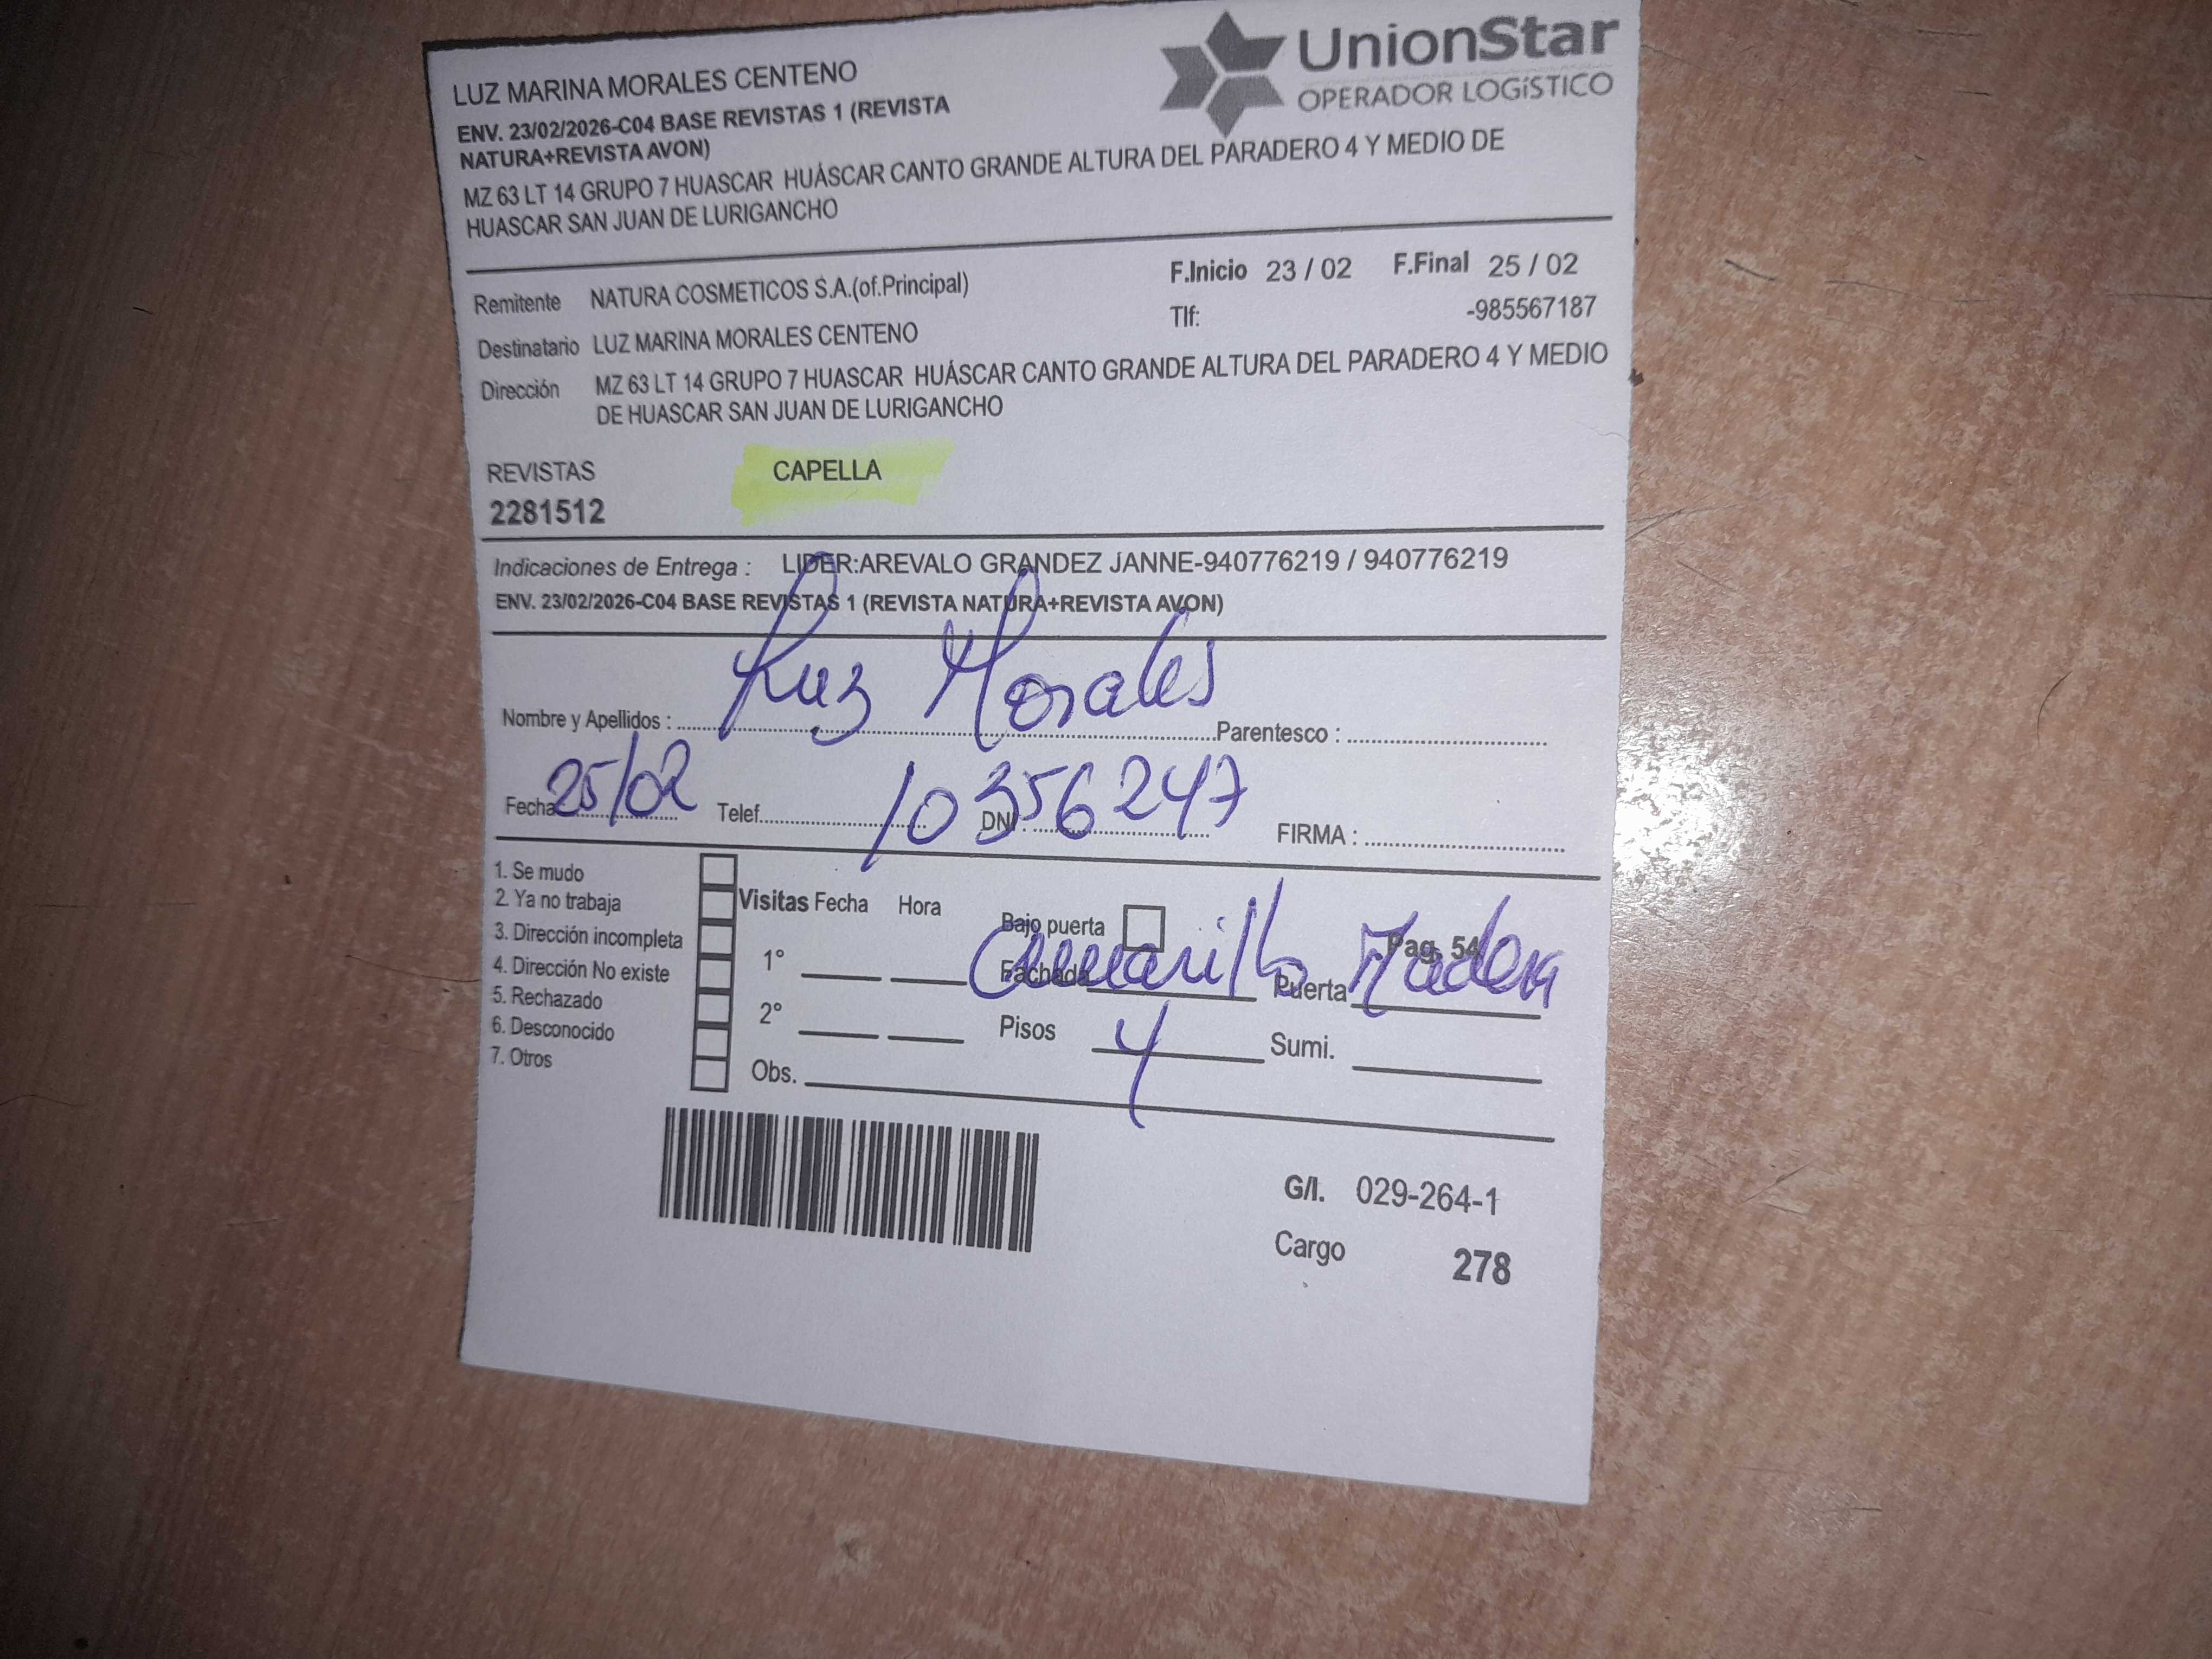 UnionStar
OPERADOR LOGÍSTICO
LUZ MARINA MORALES CENTENO
ENV. 23/02/2026-C04 BASE REVISTAS 1 (REVISTA
NATURA+REVISTA AVON)
MZ 63 LT 14 GRUPO 7 HUASCAR HUÁSCAR CANTO GRANDE ALTURA DEL PARADERO 4 Y MEDIO DE
HUASCAR SAN JUAN DE LURIGANCHO
Remitente NATURA COSMETICOS S.A.(of.Principal) F.Inicio 23 / 02 F.Final 25 / 02
Destinatario LUZ MARINA MORALES CENTENO Tlf: -985567187
Dirección MZ 63 LT 14 GRUPO 7 HUASCAR HUÁSCAR CANTO GRANDE ALTURA DEL PARADERO 4 Y MEDIO
DE HUASCAR SAN JUAN DE LURIGANCHO
REVISTAS CAPELLA
2281512
Indicaciones de Entrega : LIDER:AREVALO GRANDEZ JANNE-940776219 / 940776219
ENV. 23/02/2026-C04 BASE REVISTAS 1 (REVISTA NATURA+REVISTA AVON)
Nombre y Apellidos : Luz Morales Parentesco :
Fecha 25/02 Telef. DNI : 10356247 FIRMA :
1. Se mudo
2. Ya no trabaja
3. Dirección incompleta
4. Dirección No existe
5. Rechazado
6. Desconocido
7. Otros
Visitas Fecha Hora
1°
2°
Obs.
Bajo puerta Pag. 54
Fachada Amarillo Puerta Madera
Pisos 4 Sumi.
G/I. 029-264-1
Cargo 278